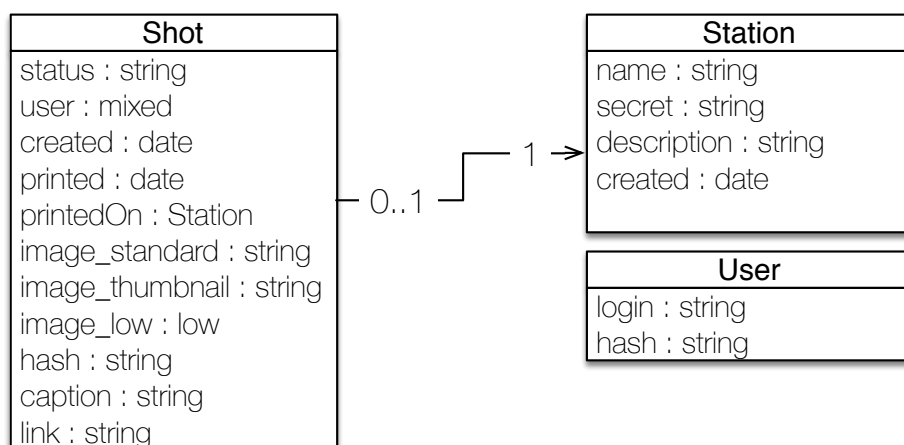 Shot
status : string
user : mixed
created : date
printed : date
printedOn : Station
image_standard : string
image_thumbnail : string
image_low : low
hash : string
caption : string
link : string
0..1
1
Station
name : string
secret : string
description : string
created : date
User
login : string
hash : string